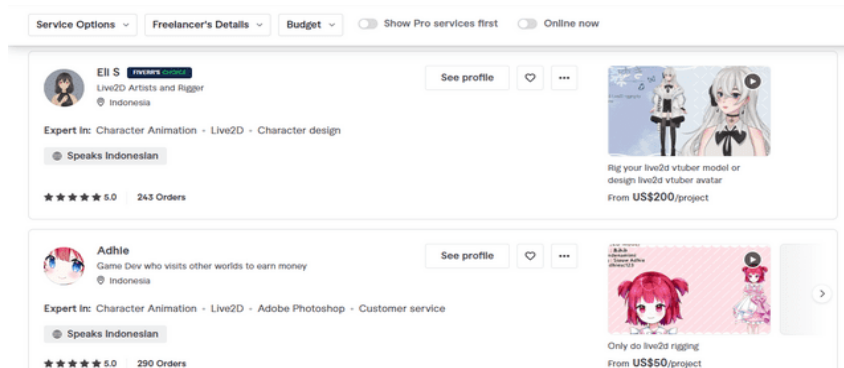 Service Options
Freelancer's Details
Budget
Show Pro services first
Online now
Eli S FIVERR'S CHOICE
Live2D Artists and Rigger
Indonesia
Expert In: Character Animation • Live2D • Character design
Speaks Indonesian
5.0 243 Orders
See profile
Rig your live2d vtuber model or
design live2d vtuber avatar
From US$200/project
Adhie
Game Dev who visits other worlds to earn money
Indonesia
Expert In: Character Animation • Live2D • Adobe Photoshop • Customer service
Speaks Indonesian
5.0 290 Orders
See profile
Only do live2d rigging
From US$50/project